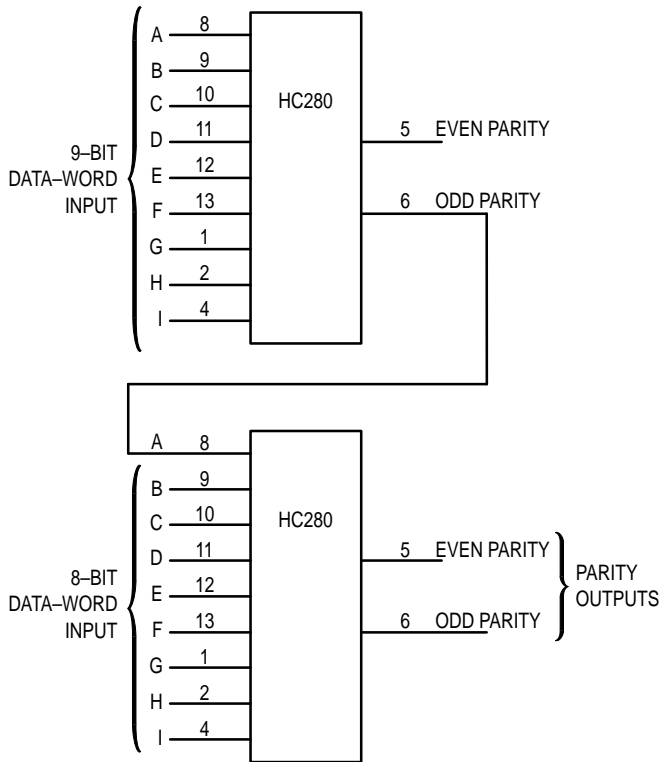 A 8
B 9
C 10
HC280
D 11
5 EVEN PARITY
9–BIT
DATA–WORD
INPUT
E 12
F 13
6 ODD PARITY
G 1
H 2
I 4
A 8
B 9
C 10
HC280
D 11
5 EVEN PARITY
8–BIT
DATA–WORD
INPUT
PARITY
OUTPUTS
E 12
F 13
6 ODD PARITY
G 1
H 2
I 4